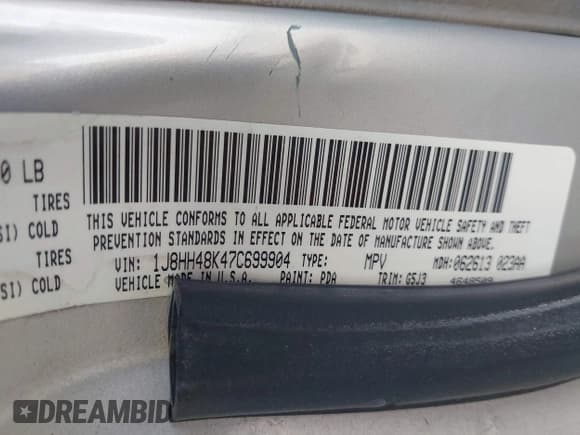 0 LB
TIRES
SI) COLD
TIRES
SI) COLD
THIS VEHICLE CONFORMS TO ALL APPLICABLE FEDERAL MOTOR VEHICLE SAFETY AND THEFT
PREVENTION STANDARDS IN EFFECT ON THE DATE OF MANUFACTURE SHOWN ABOVE.
VIN: 1J8HH48K47C699904 TYPE: MPV MDH: 062613 023AA
VEHICLE MADE IN U.S.A. PAINT: PDA TRIM: G5J3
DREAMBID